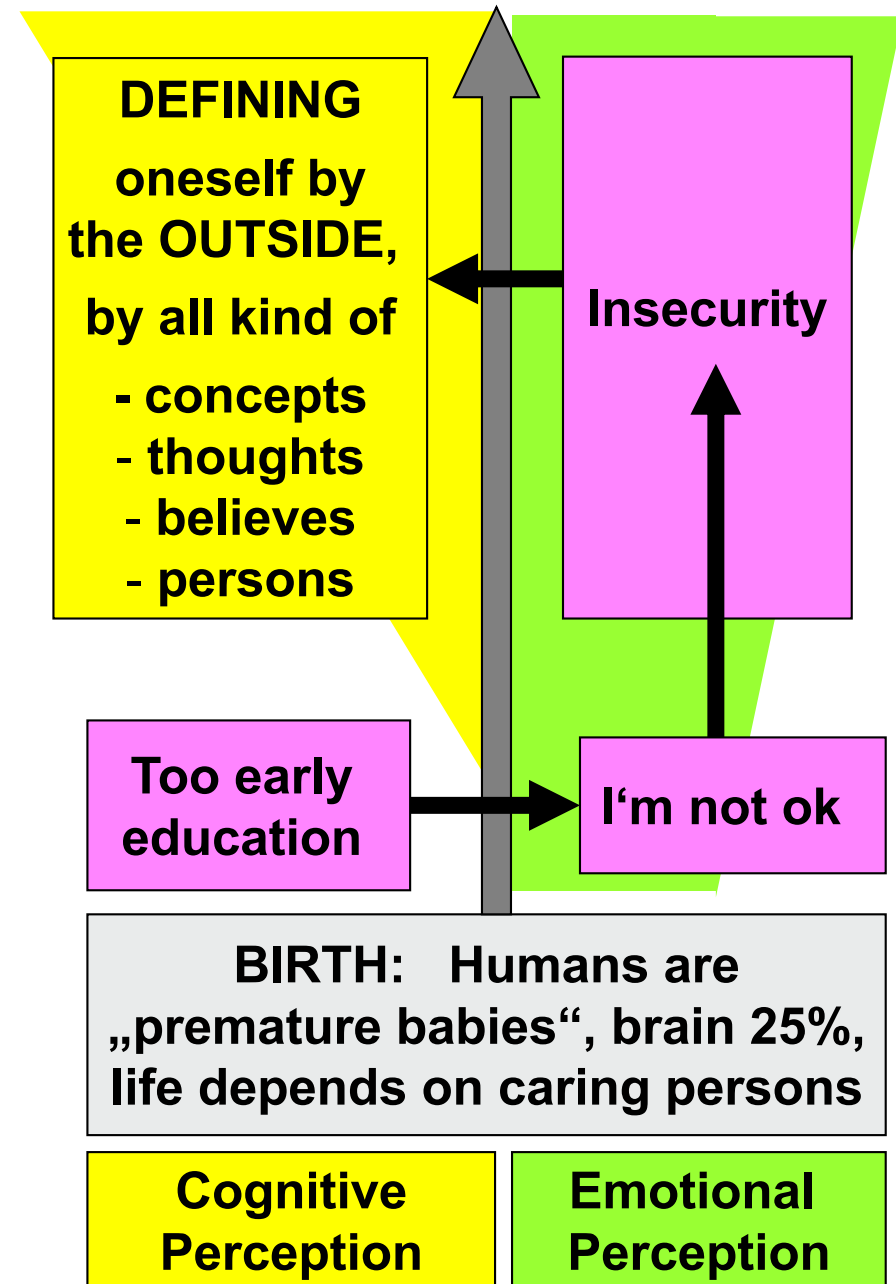 DEFINING
oneself by
the OUTSIDE,
by all kind of
- concepts
- thoughts
- believes
- persons
Insecurity
Too early
education
I‘m not ok
BIRTH: Humans are
„premature babies“, brain 25%,
life depends on caring persons
Cognitive
Perception
Emotional
Perception